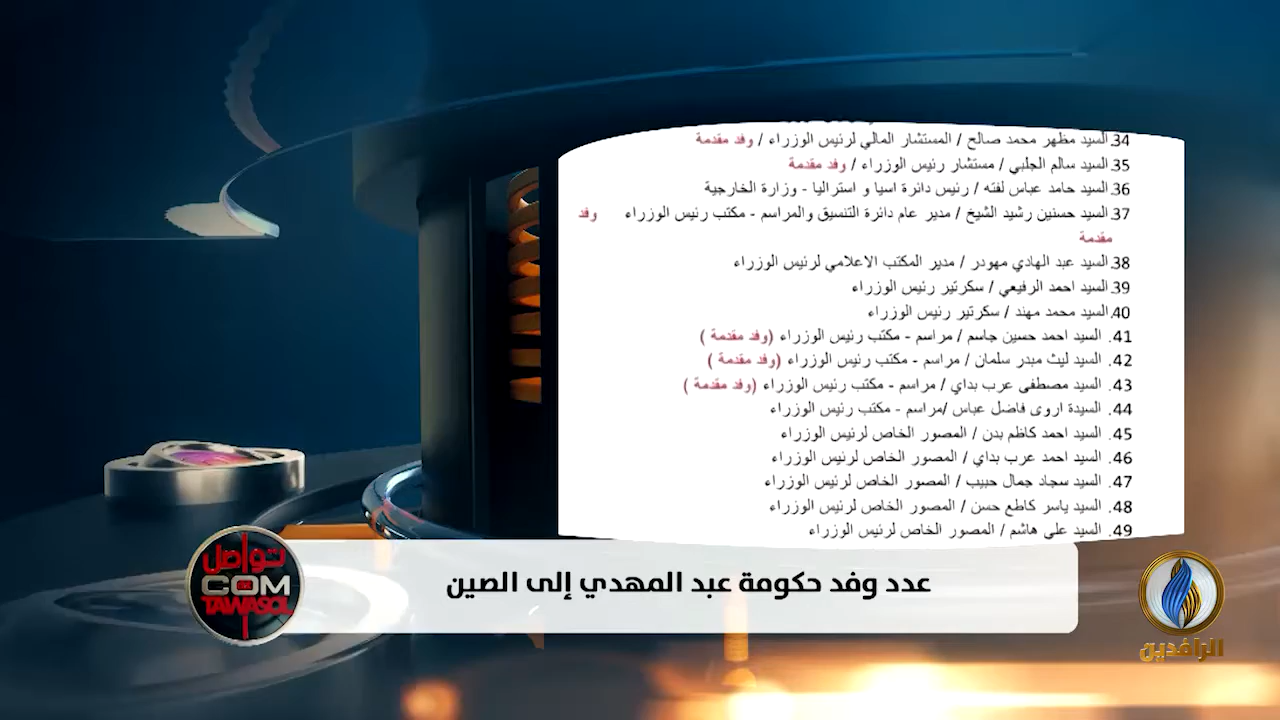 34. السيد مظهر محمد صالح / المستشار المالي لرئيس الوزراء / وفد مقدمة
35. السيد سالم الجلبي / مستشار رئيس الوزراء / وفد مقدمة
36. السيد حامد عباس لفته / رئيس دائرة اسيا و استراليا - وزارة الخارجية
37. السيد حسنين رشيد الشيخ / مدير عام دائرة التنسيق والمراسم - مكتب رئيس الوزراء وفد
مقدمة
38. السيد عبد الهادي مهودر / مدير المكتب الاعلامي لرئيس الوزراء
39. السيد احمد الرفيعي / سكرتير رئيس الوزراء
40. السيد محمد مهند / سكرتير رئيس الوزراء
41. السيد احمد حسين جاسم / مراسم - مكتب رئيس الوزراء (وفد مقدمة )
42. السيد ليث مبدر سلمان / مراسم - مكتب رئيس الوزراء (وفد مقدمة )
43. السيد مصطفى عرب بداي / مراسم - مكتب رئيس الوزراء (وفد مقدمة )
44. السيدة اروى فاضل عباس /مراسم - مكتب رئيس الوزراء
45. السيد احمد كاظم بدن / المصور الخاص لرئيس الوزراء
46. السيد احمد عرب بداي / المصور الخاص لرئيس الوزراء
47. السيد سجاد جمال حبيب / المصور الخاص لرئيس الوزراء
48. السيد ياسر كاطع حسن / المصور الخاص لرئيس الوزراء
49. السيد علي هاشم / المصور الخاص لرئيس الوزراء
عدد وفد حكومة عبد المهدي إلى الصين
تواصل
COM
TAWASOL
الرافدين